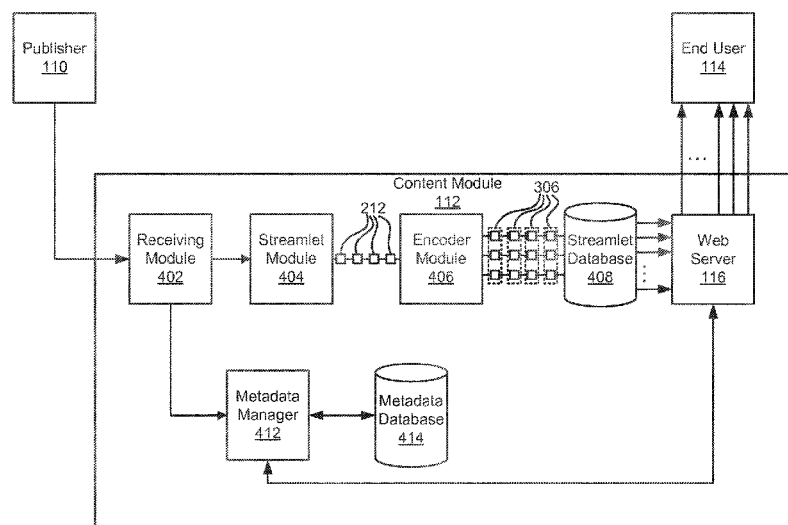 Publisher
110
End User
114
...
Content Module
112
212
306
Receiving
Module
402
Streamlet
Module
404
Encoder
Module
406
Streamlet
Database
408
Web
Server
116
Metadata
Manager
412
Metadata
Database
414